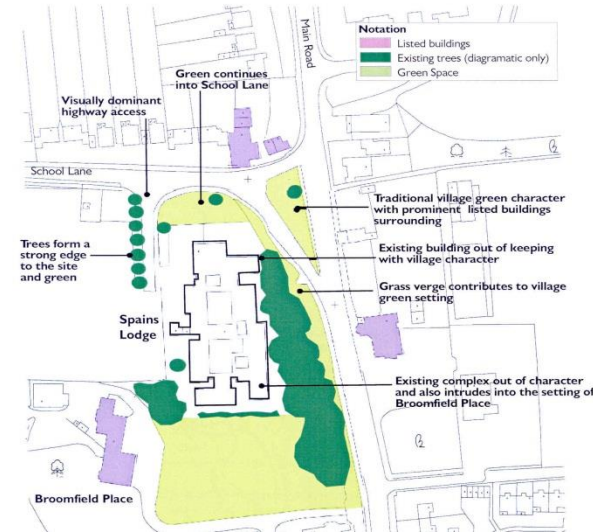 Notation
Listed buildings
Existing trees (diagramatic only)
Green Space
Main Road
Green continues
into School Lane
Visually dominant
highway access
School Lane
Traditional village green character
with prominent listed buildings
surrounding
Trees form a
strong edge
to the site
and green
Existing building out of keeping
with village character
Grass verge contributes to village
green setting
Spains
Lodge
Existing complex out of character
and also intrudes into the setting of
Broomfield Place
Broomfield Place